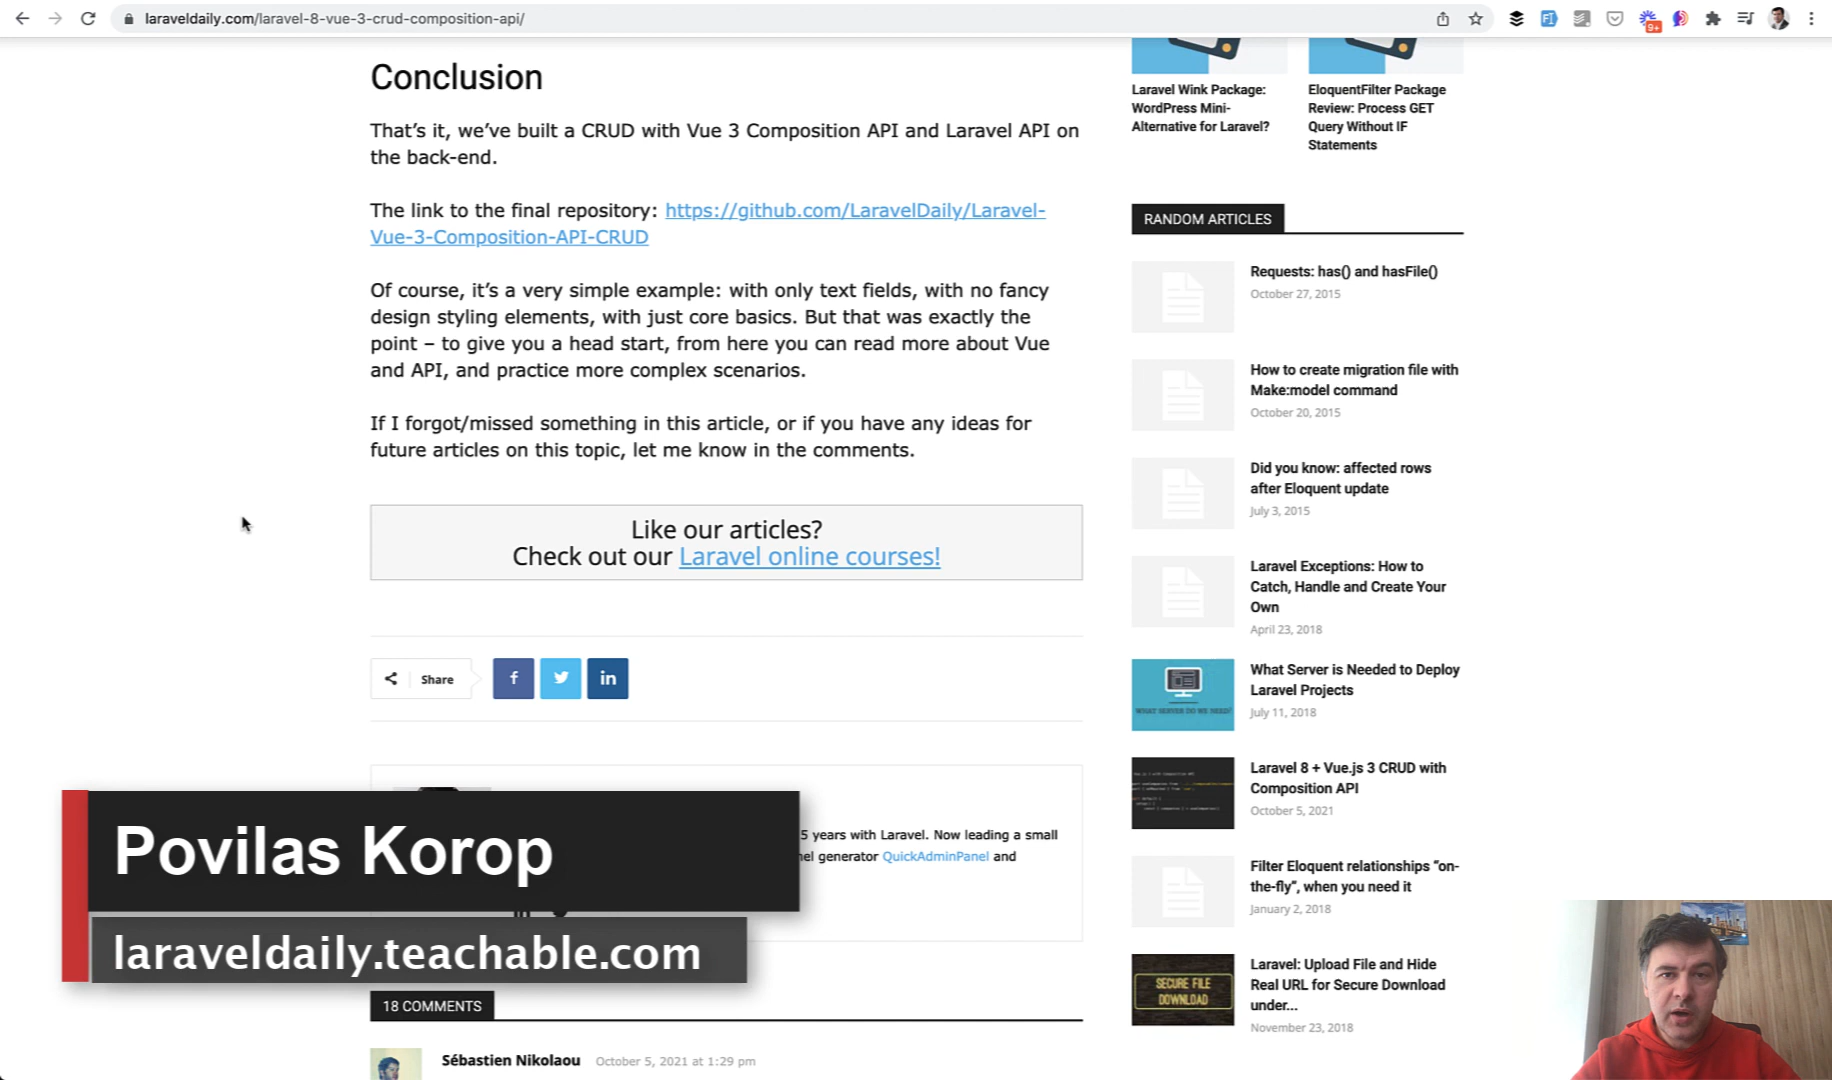 laraveldaily.com/laravel-8-vue-3-crud-composition-api/
9+
Conclusion
That’s it, we’ve built a CRUD with Vue 3 Composition API and Laravel API on
the back-end.
The link to the final repository: https://github.com/LaravelDaily/Laravel-
Vue-3-Composition-API-CRUD
Of course, it’s a very simple example: with only text fields, with no fancy
design styling elements, with just core basics. But that was exactly the
point – to give you a head start, from here you can read more about Vue
and API, and practice more complex scenarios.
If I forgot/missed something in this article, or if you have any ideas for
future articles on this topic, let me know in the comments.
Like our articles?
Check out our Laravel online courses!
Share
5 years with Laravel. Now leading a small
el generator QuickAdminPanel and
Povilas Korop
laraveldaily.teachable.com
18 COMMENTS
Sébastien Nikolaou October 5, 2021 at 1:29 pm
Laravel Wink Package:
WordPress Mini-
Alternative for Laravel?
EloquentFilter Package
Review: Process GET
Query Without IF
Statements
RANDOM ARTICLES
Requests: has() and hasFile()
October 27, 2015
How to create migration file with
Make:model command
October 20, 2015
Did you know: affected rows
after Eloquent update
July 3, 2015
Laravel Exceptions: How to
Catch, Handle and Create Your
Own
April 23, 2018
WHAT SERVER DO WE NEED?
What Server is Needed to Deploy
Laravel Projects
July 11, 2018
Laravel 8 + Vue.js 3 CRUD with
Composition API
October 5, 2021
Filter Eloquent relationships “on-
the-fly”, when you need it
January 2, 2018
SECURE FILE
DOWNLOAD
Laravel: Upload File and Hide
Real URL for Secure Download
under...
November 23, 2018